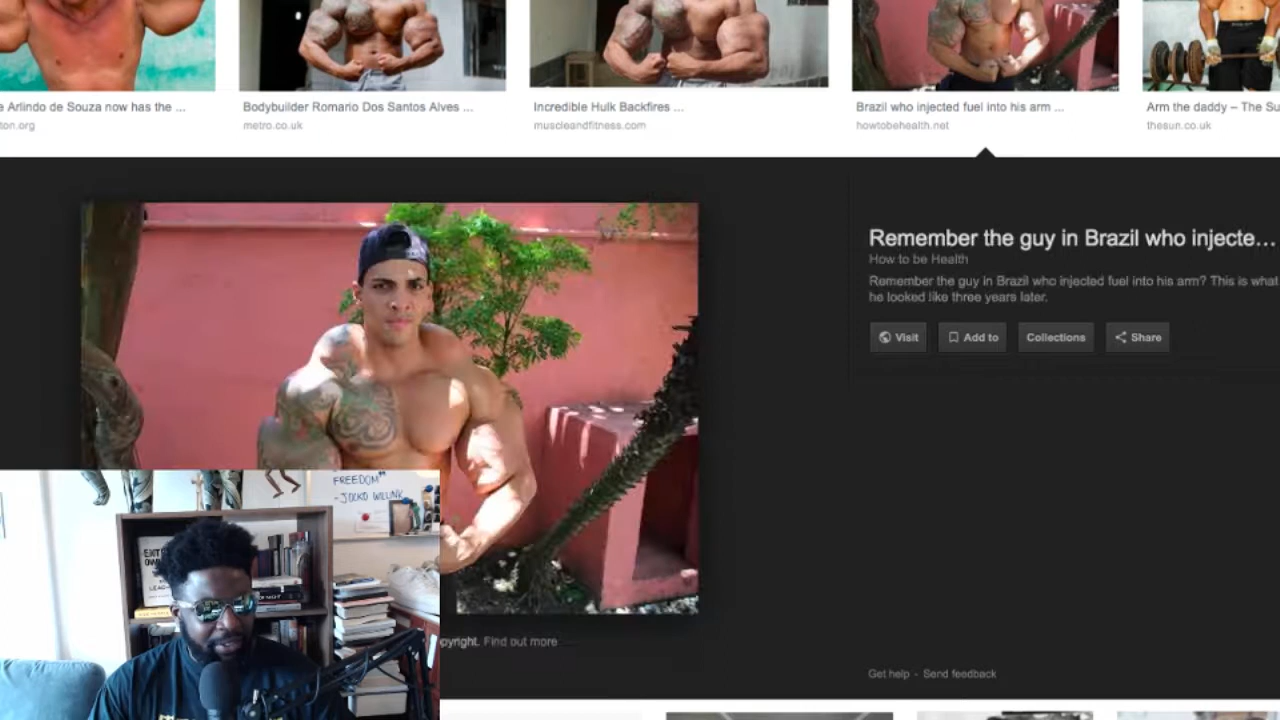 e Arlindo de Souza now has the ...
ton.org
Bodybuilder Romario Dos Santos Alves ...
metro.co.uk
Incredible Hulk Backfires ...
muscleandfitness.com
Brazil who injected fuel into his arm ...
howtobehealth.net
Arm the daddy – The Su
thesun.co.uk
Remember the guy in Brazil who injecte...
How to be Health
Remember the guy in Brazil who injected fuel into his arm? This is what
he looked like three years later.
Visit
Add to
Collections
Share
FREEDOM"
-JOCKO WILLINK
pyright. Find out more
Get help - Send feedback